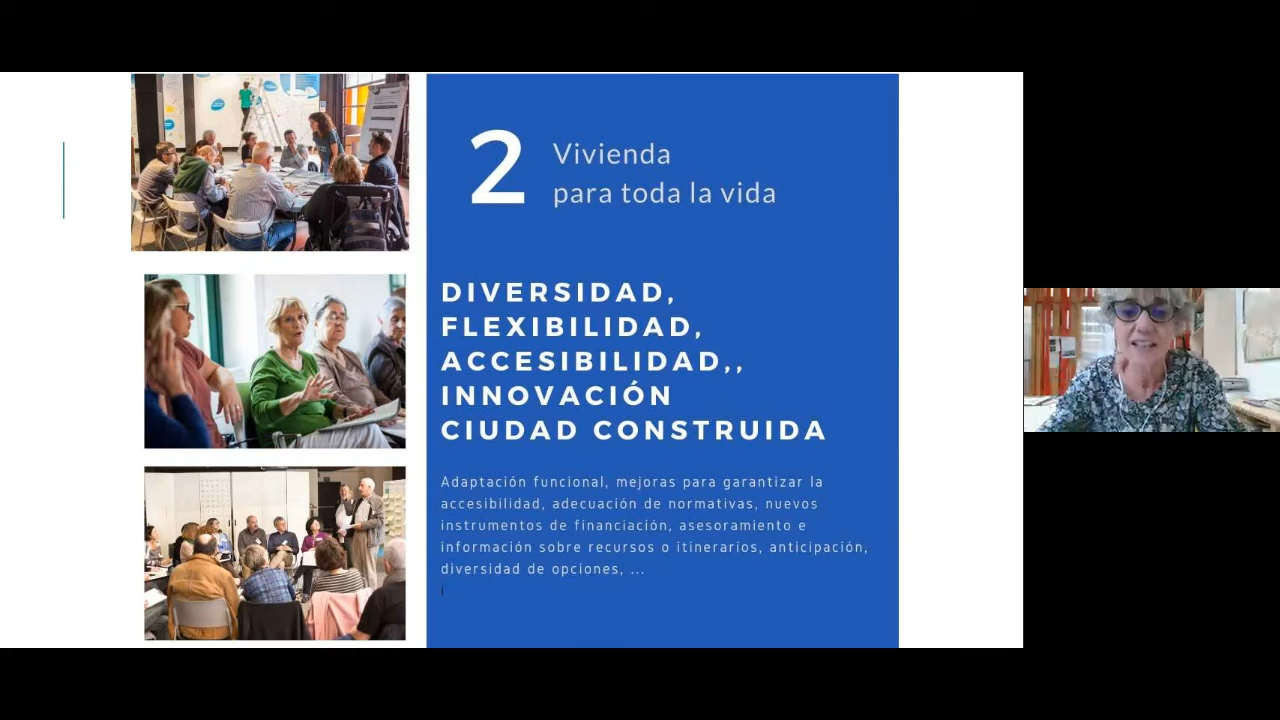 2
Vivienda
para toda la vida
DIVERSIDAD,
FLEXIBILIDAD,
ACCESIBILIDAD,,
INNOVACIÓN
CIUDAD CONSTRUIDA
Adaptación funcional, mejoras para garantizar la
accesibilidad, adecuación de normativas, nuevos
instrumentos de financiación, asesoramiento e
información sobre recursos o itinerarios, anticipación,
diversidad de opciones, ...
i